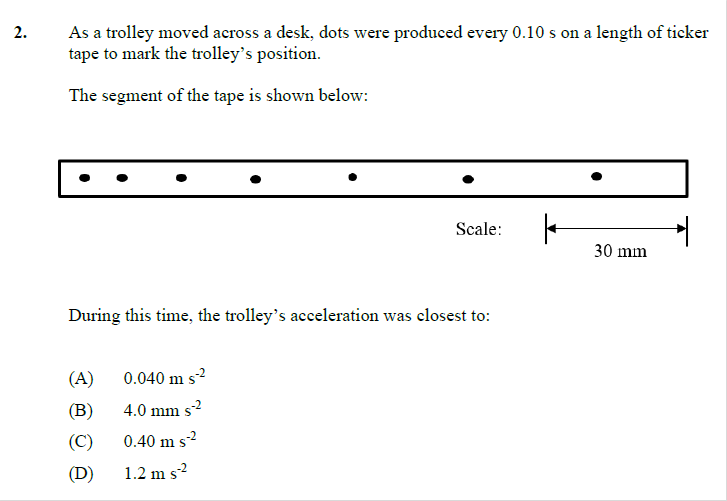 2. As a trolley moved across a desk, dots were produced every 0.10 s on a length of ticker
tape to mark the trolley's position.
The segment of the tape is shown below:
Scale:
30 mm
During this time, the trolley's acceleration was closest to:
(A) 0.040 m s⁻²
(B) 4.0 mm s⁻²
(C) 0.40 m s⁻²
(D) 1.2 m s⁻²